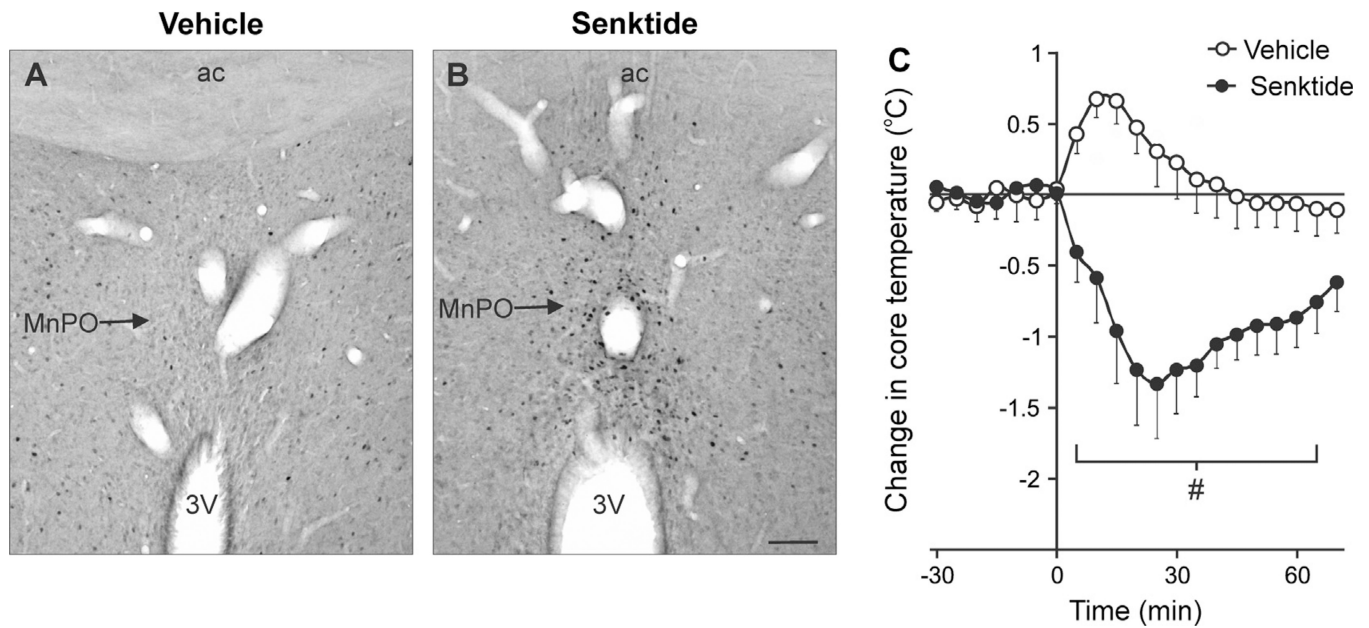 Vehicle
Senktide
A
ac
MnPO
3V
B
ac
MnPO
3V
C
Vehicle
Senktide
Change in core temperature (°C)
1
0.5
0
-0.5
-1
-1.5
-2
#
-30
0
30
60
Time (min)